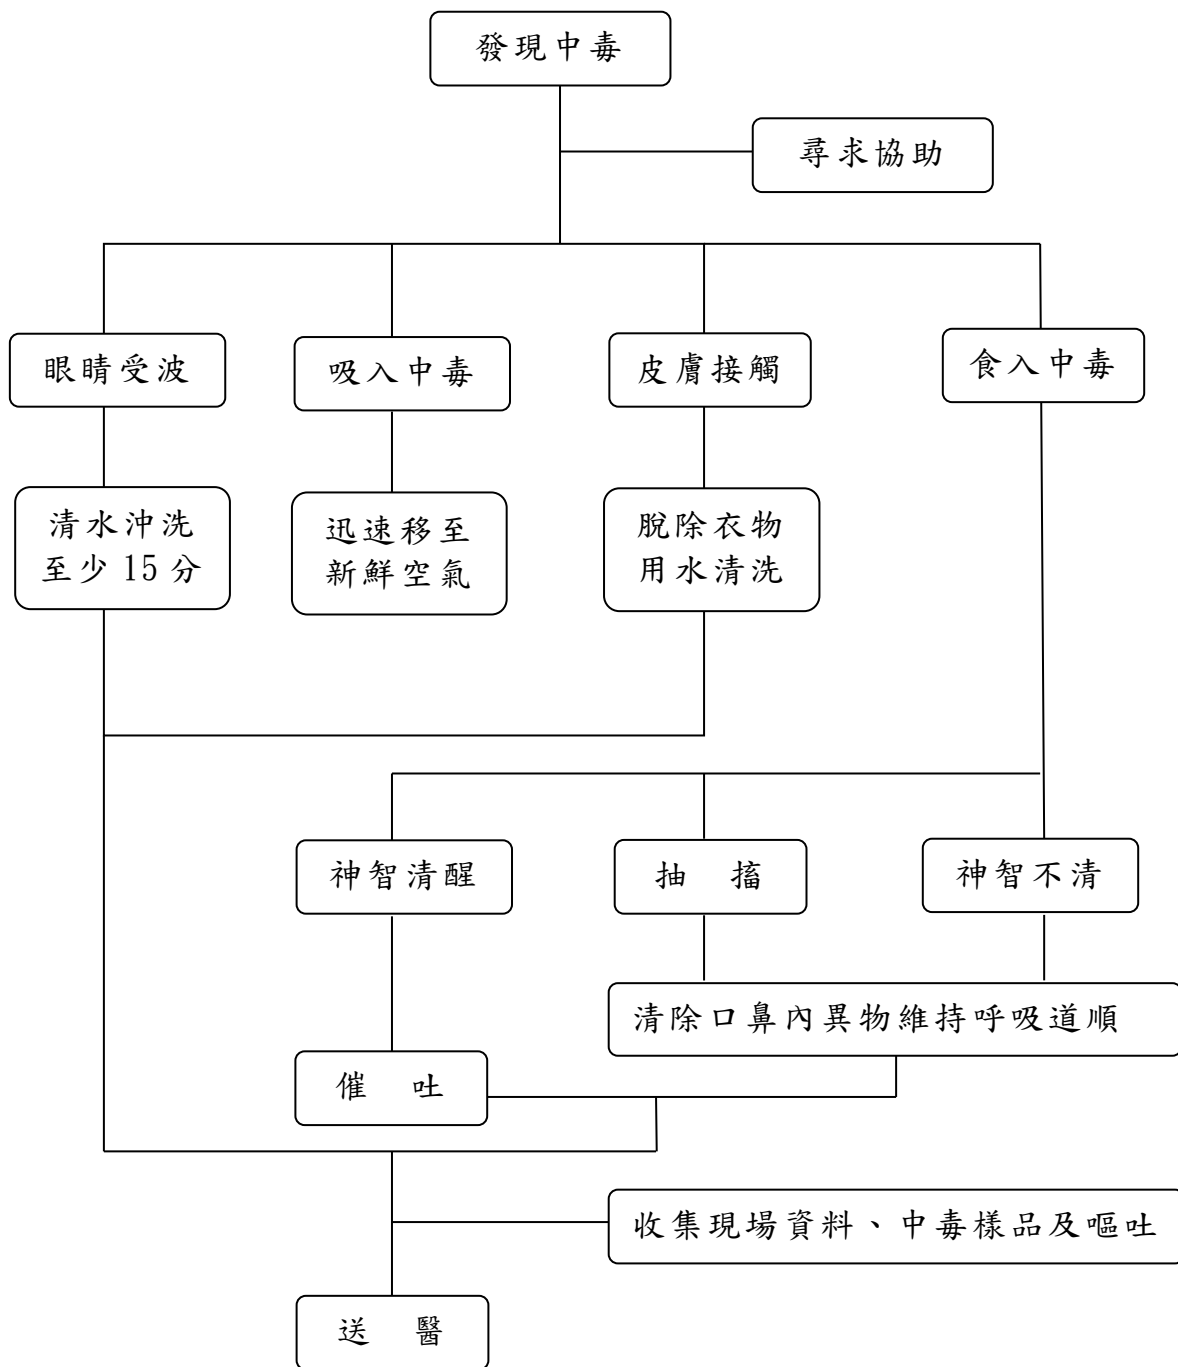 發現中毒
尋求協助
眼睛受波
吸入中毒
皮膚接觸
食入中毒
清水沖洗
至少 15 分
迅速移至
新鮮空氣
脫除衣物
用水清洗
神智清醒
抽 搐
神智不清
清除口鼻內異物維持呼吸道順
催 吐
收集現場資料、中毒樣品及嘔吐
送 醫